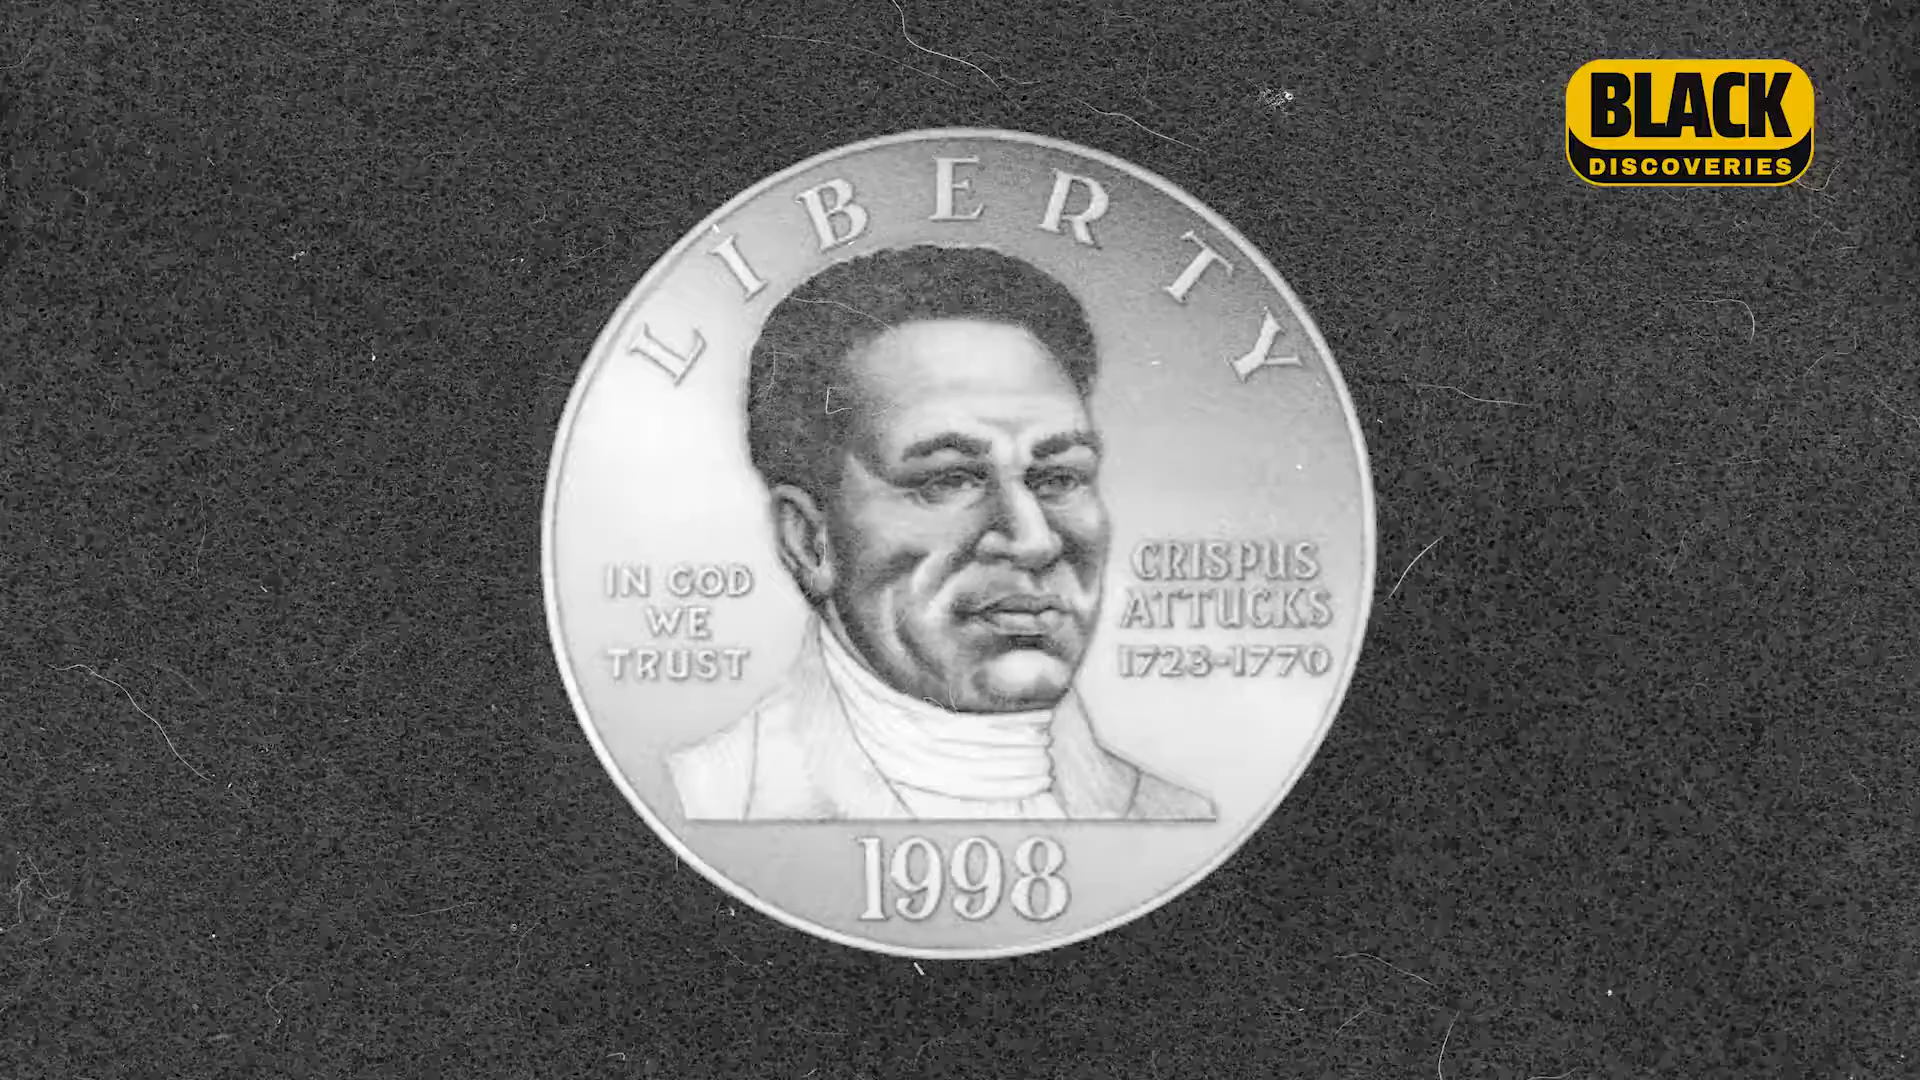 BLACK
DISCOVERIES
LIBERTY
IN GOD
WE
TRUST
CRISPUS
ATTUCKS
1723-1770
1998